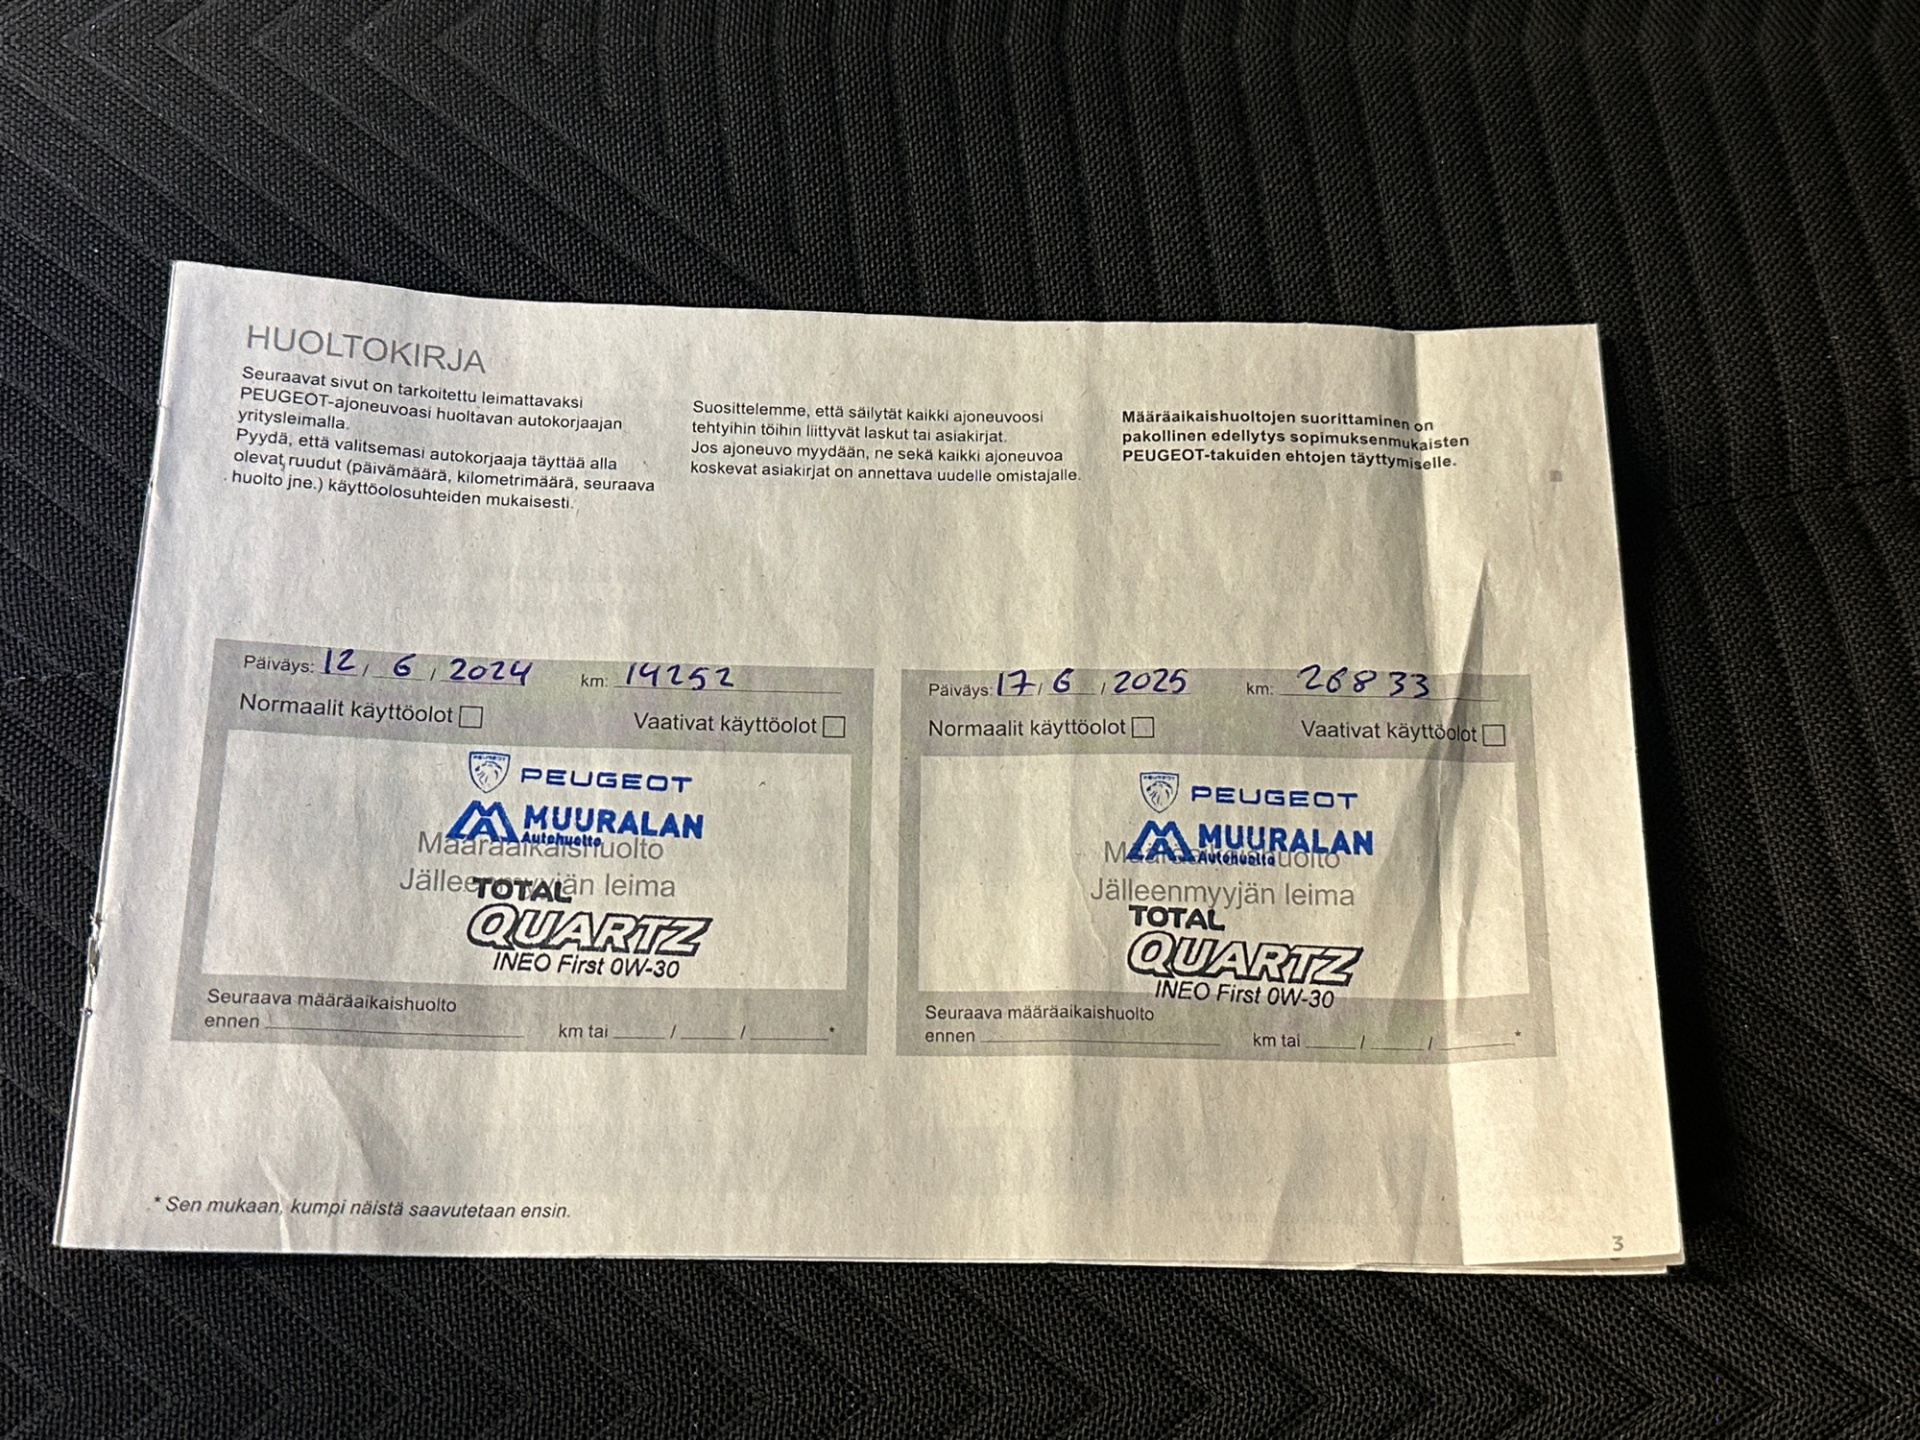 HUOLTOKIRJA
Seuraavat sivut on tarkoitettu leimattavaksi
PEUGEOT-ajoneuvoasi huoltavan autokorjaajan
yritysleimalla.
Pyydä, että valitsemasi autokorjaaja täyttää alla
olevat ruudut (päivämäärä, kilometrimäärä, seuraava
huolto jne.) käyttöolosuhteiden mukaisesti.
Suosittelemme, että säilytät kaikki ajoneuvoosi
tehtyihin töihin liittyvät laskut tai asiakirjat.
Jos ajoneuvo myydään, ne sekä kaikki ajoneuvoa
koskevat asiakirjat on annettava uudelle omistajalle.
Määräaikaishuoltojen suorittaminen on
pakollinen edellytys sopimuksenmukaisten
PEUGEOT-takuiden ehtojen täyttymiselle.
Päiväys: 12 / 6 / 2024 km: 14252
Normaalit käyttöolot Vaativat käyttöolot
PEUGEOT
MUURALAN
Autohuolto
Määräaikaishuolto
Jälleenmyyjän leima
TOTAL
QUARTZ
INEO First 0W-30
Seuraava määräaikaishuolto
ennen km tai / / *
Päiväys: 17 / 6 / 2025 km: 26833
Normaalit käyttöolot Vaativat käyttöolot
PEUGEOT
MUURALAN
Autohuolto
Määräaikaishuolto
Jälleenmyyjän leima
TOTAL
QUARTZ
INEO First 0W-30
Seuraava määräaikaishuolto
ennen km tai / / *
* Sen mukaan, kumpi näistä saavutetaan ensin.
3